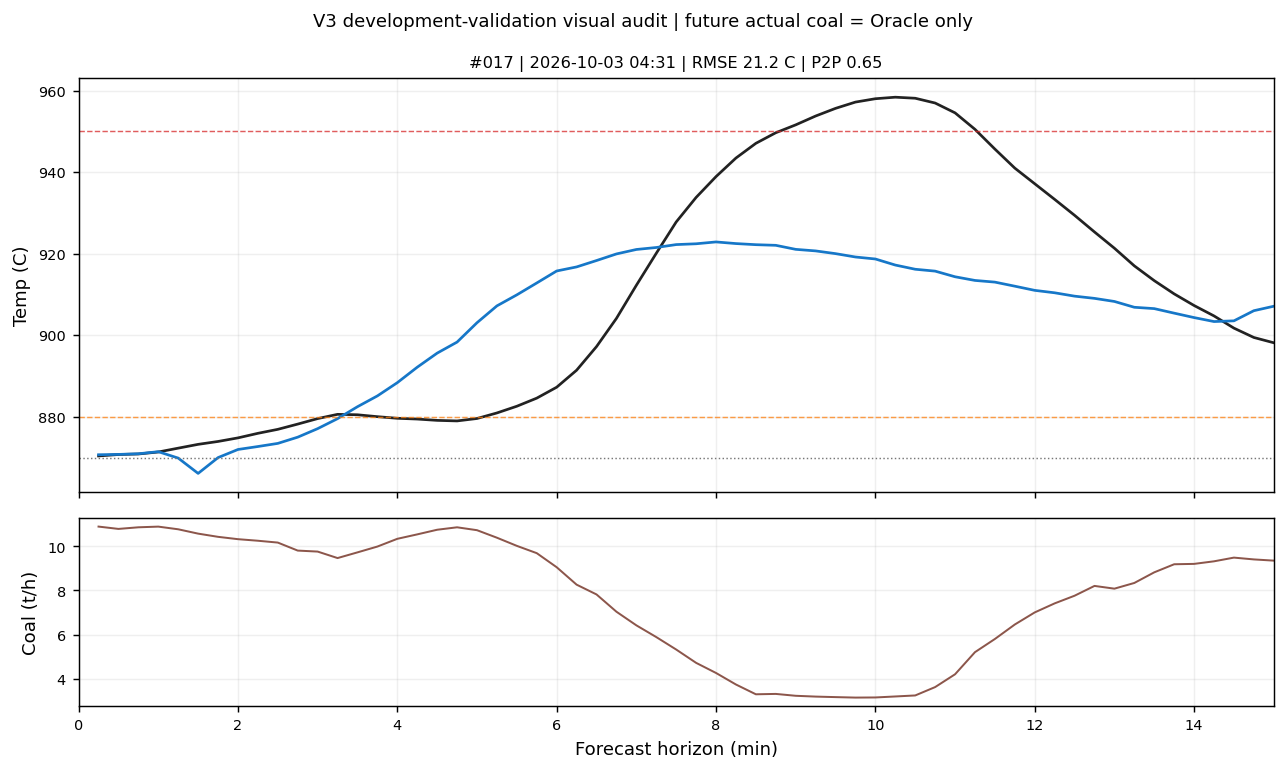 V3 development-validation visual audit | future actual coal = Oracle only
#017 | 2026-10-03 04:31 | RMSE 21.2 C | P2P 0.65
960
940
920
900
880
Temp (C)
10
8
6
4
Coal (t/h)
0 2 4 6 8 10 12 14
Forecast horizon (min)